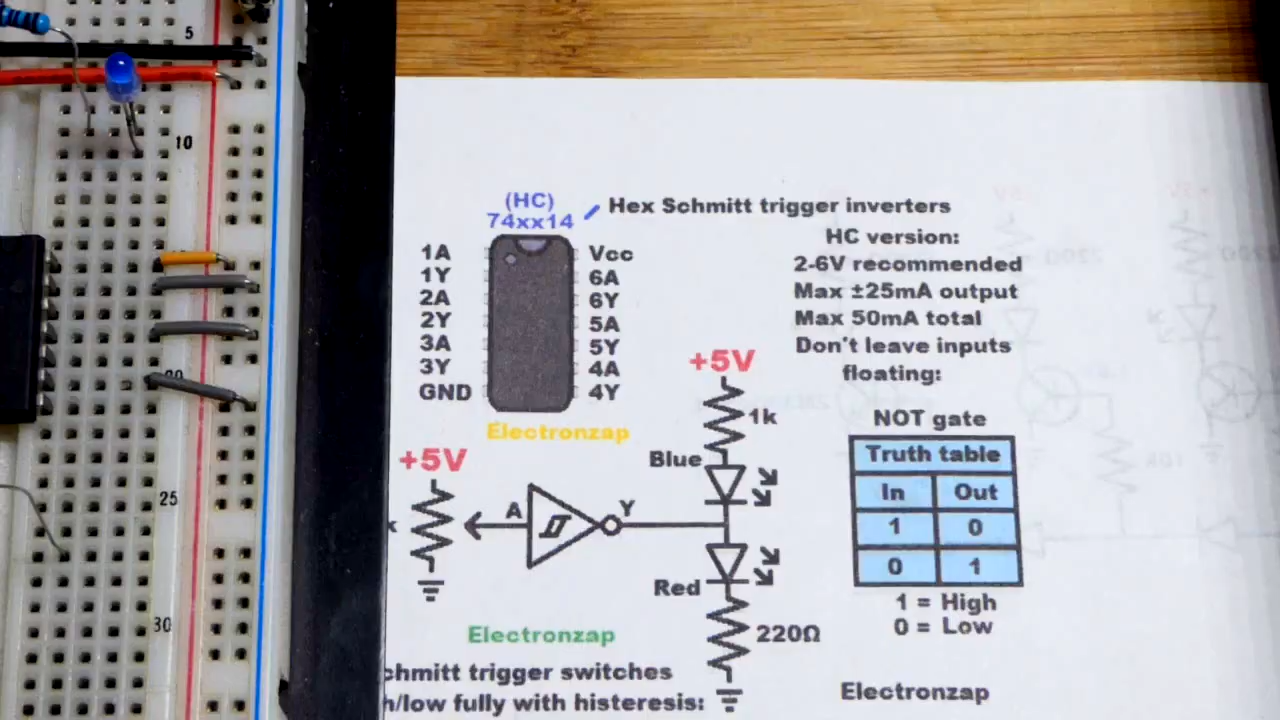 5
10
20
25
30
(HC)
74xx14
Hex Schmitt trigger inverters
1A
1Y
2A
2Y
3A
3Y
GND
Vcc
6A
6Y
5A
5Y
4A
4Y
HC version:
2-6V recommended
Max ±25mA output
Max 50mA total
Don't leave inputs
floating:
Electronzap
+5V
1k
Blue
+5V
k
A
Y
Red
220Ω
NOT gate
Truth table
In Out
1 0
0 1
1 = High
0 = Low
Electronzap
chmitt trigger switches
h/low fully with histeresis:
Electronzap